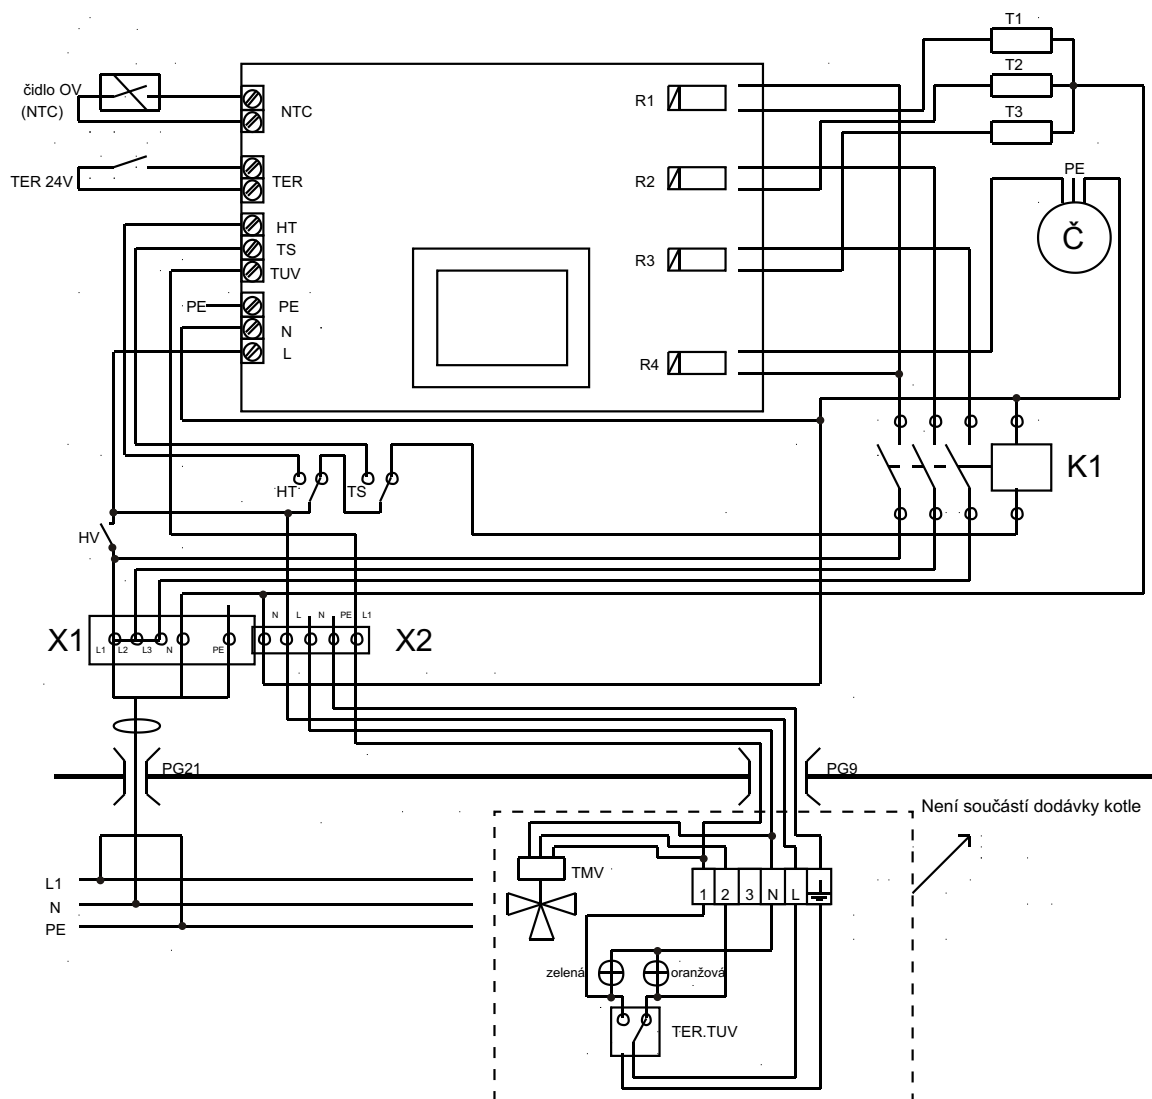 T1
čidlo OV
(NTC)
NTC
R1
T2
T3
TER 24V
TER
R2
PE
HT
TS
TUV
R3
Č
PE
PE
N
L
R4
HT
TS
K1
HV
X1
L1
L2
L3
N
PE
N
L
N
PE
L1
X2
PG21
PG9
Není součástí dodávky kotle
TMV
L1
N
PE
1
2
3
N
L
zelená
oranžová
TER.TUV